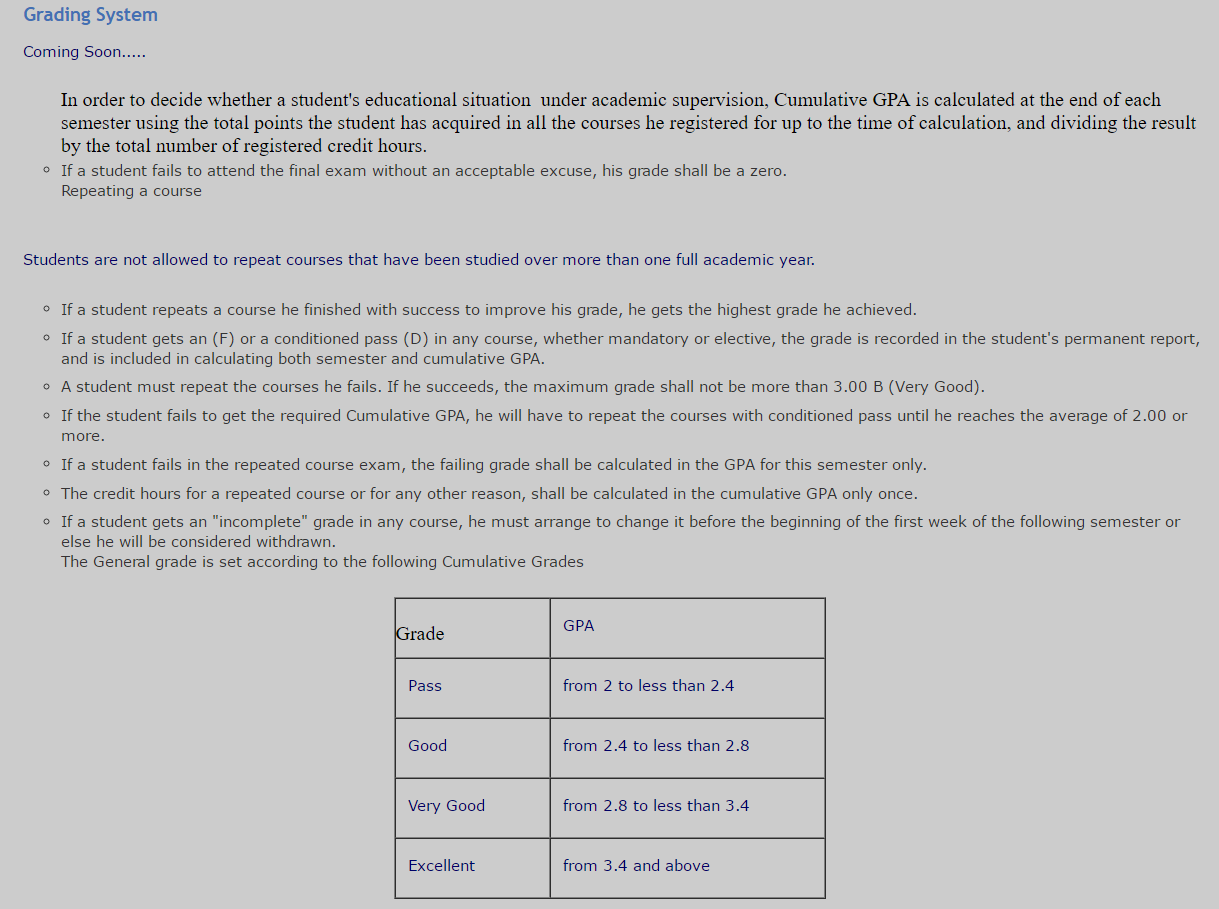 Grading System
Coming Soon.....
In order to decide whether a student's educational situation  under academic supervision, Cumulative GPA is calculated at the end of each
semester using the total points the student has acquired in all the courses he registered for up to the time of calculation, and dividing the result
by the total number of registered credit hours.
If a student fails to attend the final exam without an acceptable excuse, his grade shall be a zero.
Repeating a course
Students are not allowed to repeat courses that have been studied over more than one full academic year.
If a student repeats a course he finished with success to improve his grade, he gets the highest grade he achieved.
If a student gets an (F) or a conditioned pass (D) in any course, whether mandatory or elective, the grade is recorded in the student's permanent report,
and is included in calculating both semester and cumulative GPA.
A student must repeat the courses he fails. If he succeeds, the maximum grade shall not be more than 3.00 B (Very Good).
If the student fails to get the required Cumulative GPA, he will have to repeat the courses with conditioned pass until he reaches the average of 2.00 or
more.
If a student fails in the repeated course exam, the failing grade shall be calculated in the GPA for this semester only.
The credit hours for a repeated course or for any other reason, shall be calculated in the cumulative GPA only once.
If a student gets an "incomplete" grade in any course, he must arrange to change it before the beginning of the first week of the following semester or
else he will be considered withdrawn.
The General grade is set according to the following Cumulative Grades
Grade GPA
Pass from 2 to less than 2.4
Good from 2.4 to less than 2.8
Very Good from 2.8 to less than 3.4
Excellent from 3.4 and above